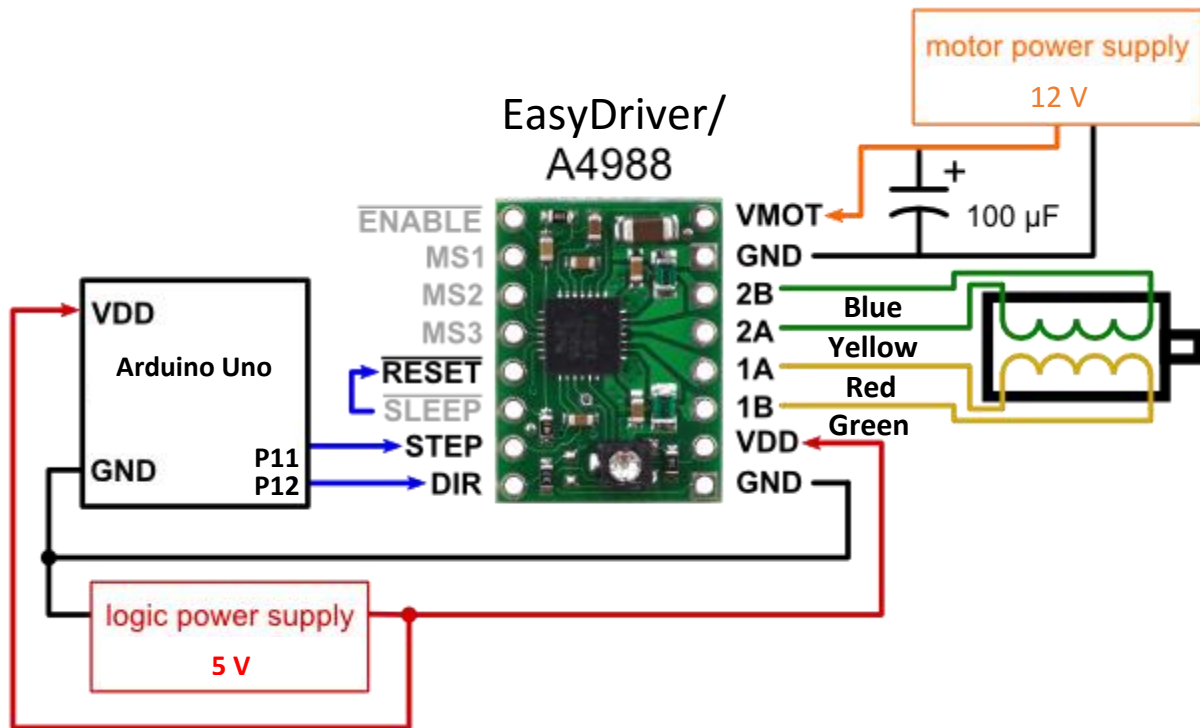 motor power supply
12 V
EasyDriver/
A4988
ENABLE
VMOT
+
100 µF
MS1
GND
MS2
2B
Blue
MS3
2A
Yellow
RESET
1A
Red
SLEEP
1B
Green
STEP
VDD
DIR
GND
VDD
Arduino Uno
P11
GND
P12
logic power supply
5 V